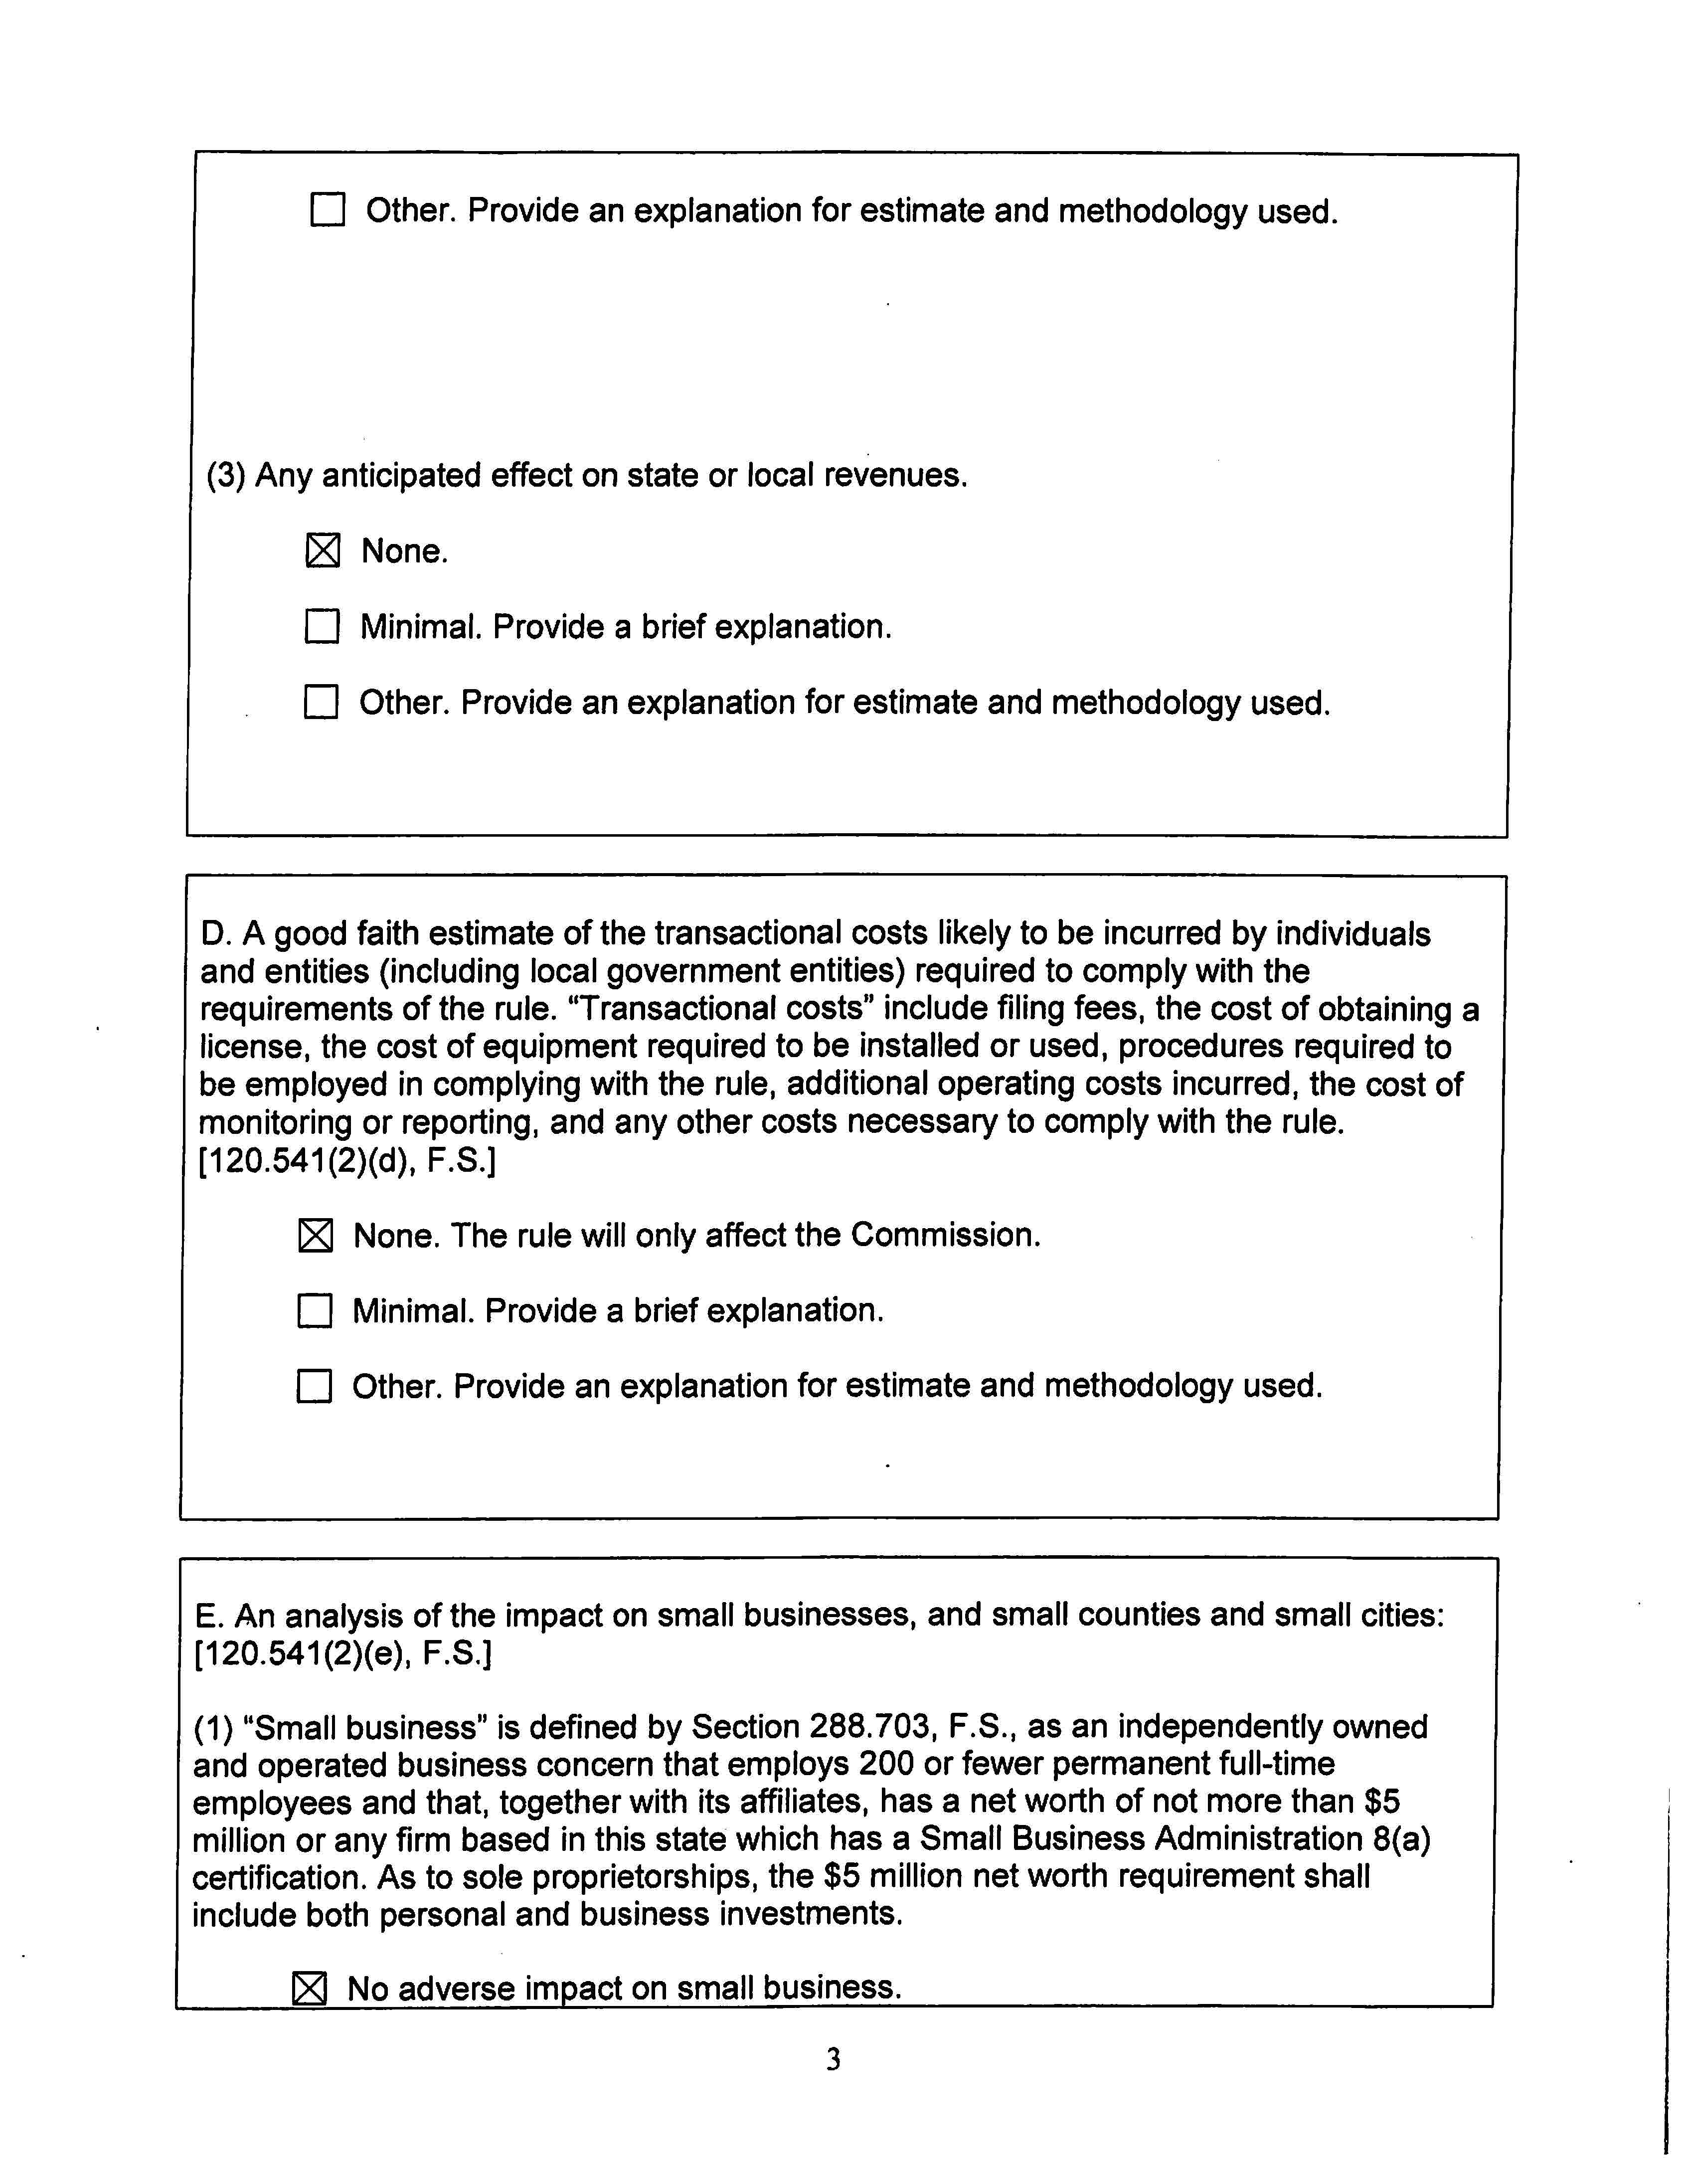 ☐ Other. Provide an explanation for estimate and methodology used.
(3) Any anticipated effect on state or local revenues.
☒ None.
☐ Minimal. Provide a brief explanation.
☐ Other. Provide an explanation for estimate and methodology used.
D. A good faith estimate of the transactional costs likely to be incurred by individuals
and entities (including local government entities) required to comply with the
requirements of the rule. “Transactional costs” include filing fees, the cost of obtaining a
license, the cost of equipment required to be installed or used, procedures required to
be employed in complying with the rule, additional operating costs incurred, the cost of
monitoring or reporting, and any other costs necessary to comply with the rule.
[120.541(2)(d), F.S.]
☒ None. The rule will only affect the Commission.
☐ Minimal. Provide a brief explanation.
☐ Other. Provide an explanation for estimate and methodology used.
E. An analysis of the impact on small businesses, and small counties and small cities:
[120.541(2)(e), F.S.]
(1) “Small business” is defined by Section 288.703, F.S., as an independently owned
and operated business concern that employs 200 or fewer permanent full-time
employees and that, together with its affiliates, has a net worth of not more than $5
million or any firm based in this state which has a Small Business Administration 8(a)
certification. As to sole proprietorships, the $5 million net worth requirement shall
include both personal and business investments.
☒ No adverse impact on small business.
3